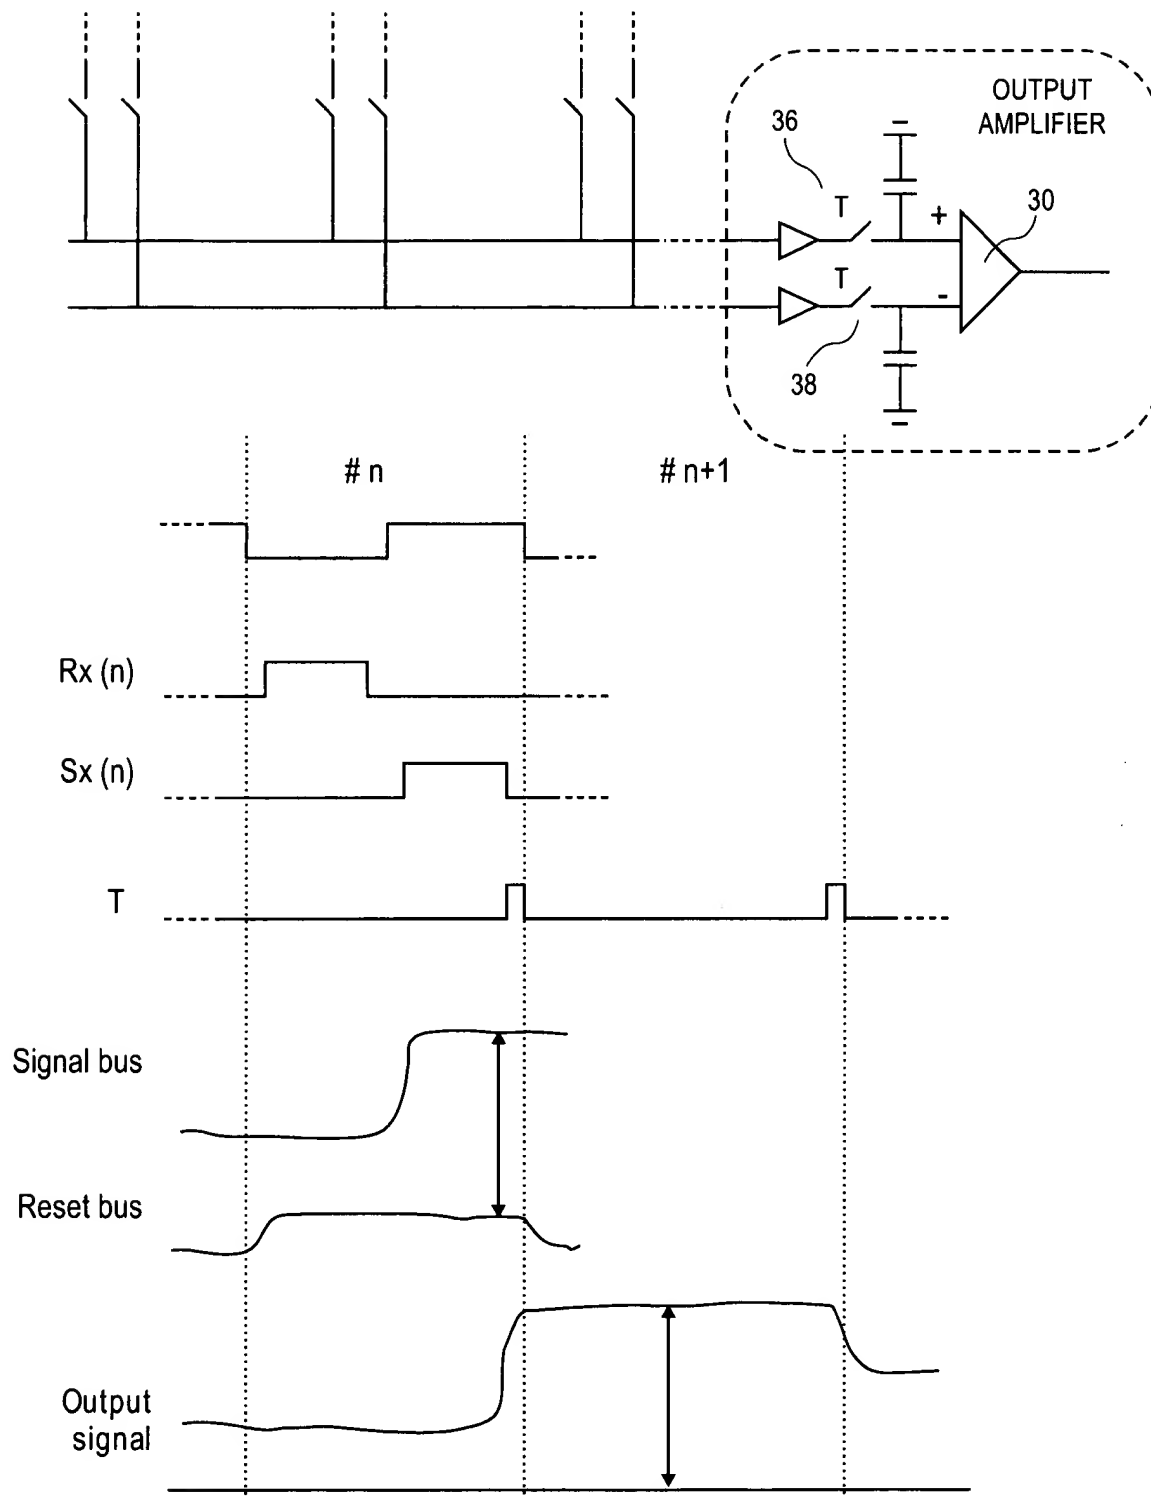 OUTPUT
AMPLIFIER
36
T
+
30
T
-
38
# n
# n+1
Rx (n)
Sx (n)
T
Signal bus
Reset bus
Output
signal